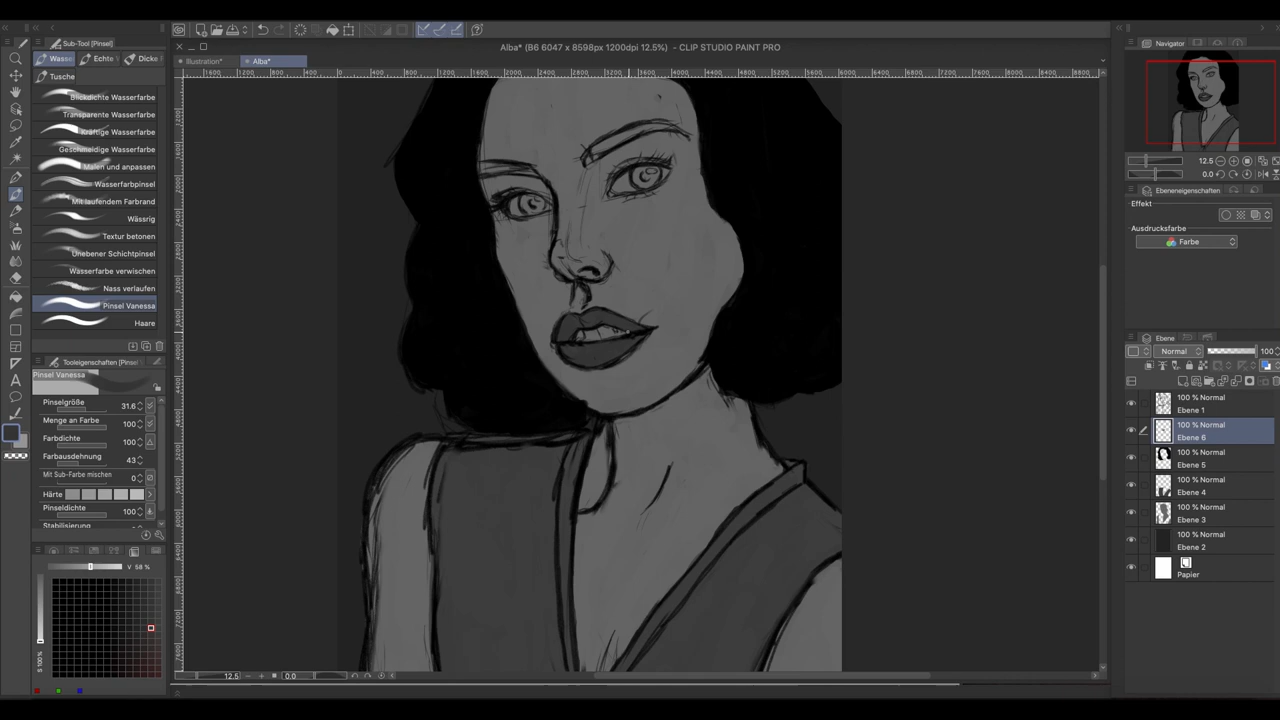 Sub-Tool [Pinsel]
Alba* (B6 6047 x 8598px 1200dpi 12.5%) - CLIP STUDIO PAINT PRO
Navigator
Wasse
Echte
Dicke
Illustration*
Alba*
Tusche
Blickdichte Wasserfarbe
Transparente Wasserfarbe
Kräftige Wasserfarbe
Geschmeidige Wasserfarbe
Malen und anpassen
Wasserfarbpinsel
Mit laufendem Farbrand
Wässrig
Textur betonen
Unebener Schichtpinsel
Wasserfarbe verwischen
Nass verlaufen
Pinsel Vanessa
Haare
12.5
0.0
Ebeneneigenschaften
Effekt
Ausdrucksfarbe
Farbe
Tooleigenschaften [Pinsel]
Pinsel Vanessa
Pinselgröße 31.6
Menge an Farbe 100
Farbdichte 100
Farbausdehnung 43
Mit Sub-Farbe mischen 0
Härte
Pinseldichte 100
Stabilisierung
V 58 %
S 100 %
Ebene
Normal 100
100 % Normal
Ebene 1
100 % Normal
Ebene 6
100 % Normal
Ebene 5
100 % Normal
Ebene 4
100 % Normal
Ebene 3
100 % Normal
Ebene 2
Papier
12.5 0.0